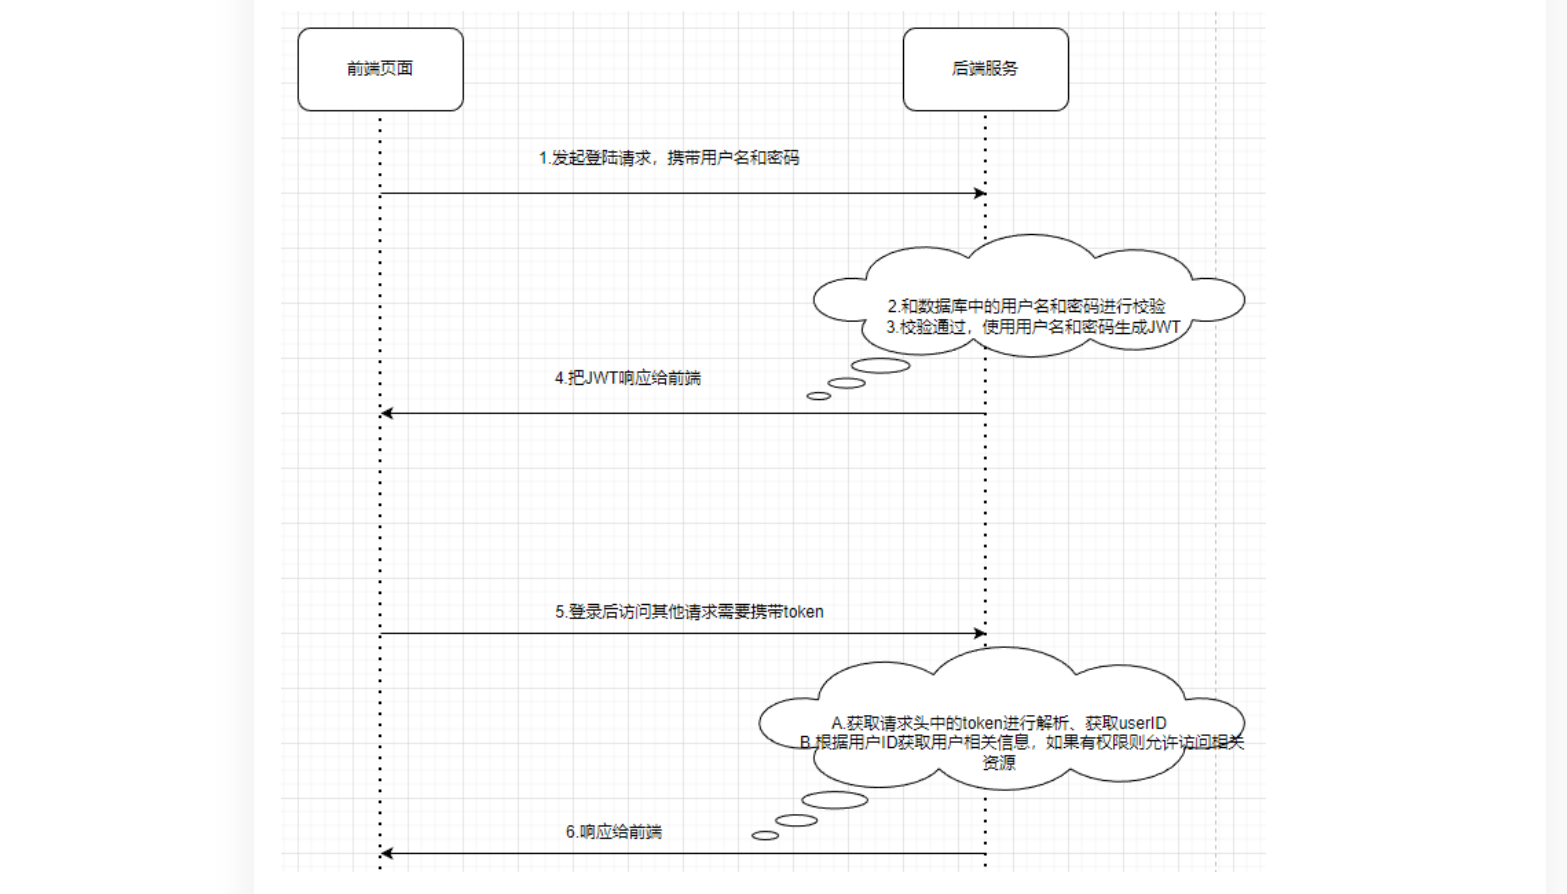 前端页面
后端服务
1.发起登陆请求，携带用户名和密码
2.和数据库中的用户名和密码进行校验
3.校验通过，使用用户名和密码生成JWT
4.把JWT响应给前端
5.登录后访问其他请求需要携带token
A.获取请求头中的token进行解析、获取userID
B.根据用户ID获取用户相关信息，如果有权限则允许访问相关
资源
6.响应给前端